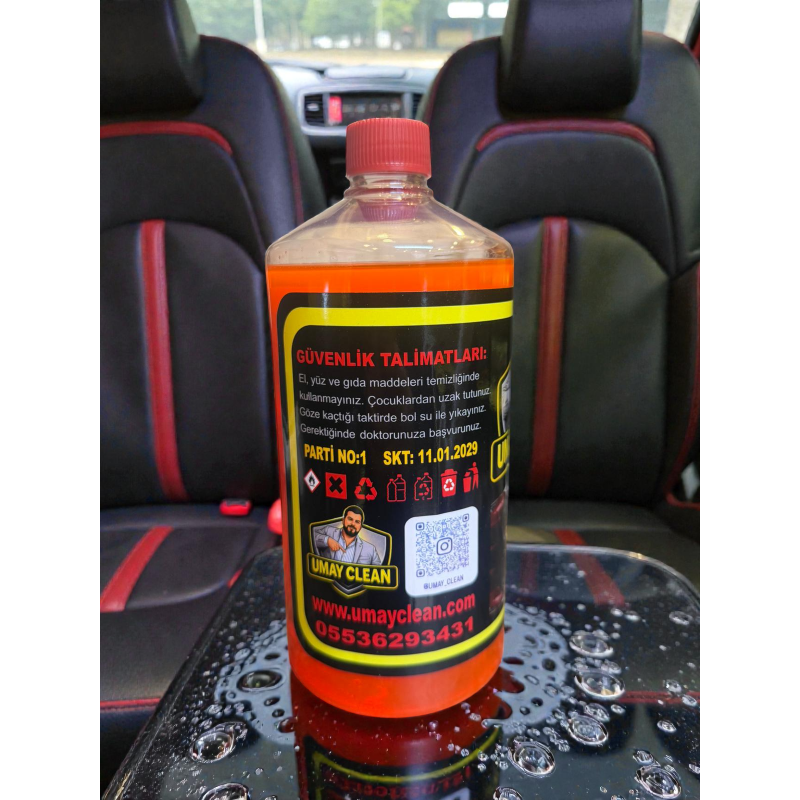 GÜVENLİK TALİMATLARI:
El, yüz ve gıda maddeleri temizliğinde
kullanmayınız. Çocuklardan uzak tutunuz.
Göze kaçtığı taktirde bol su ile yıkayınız.
Gerektiğinde doktorunuza başvurunuz.
PARTİ NO:1 SKT: 11.01.2029
UMAY CLEAN
@UMAY_CLEAN
www.umayclean.com
05536293431